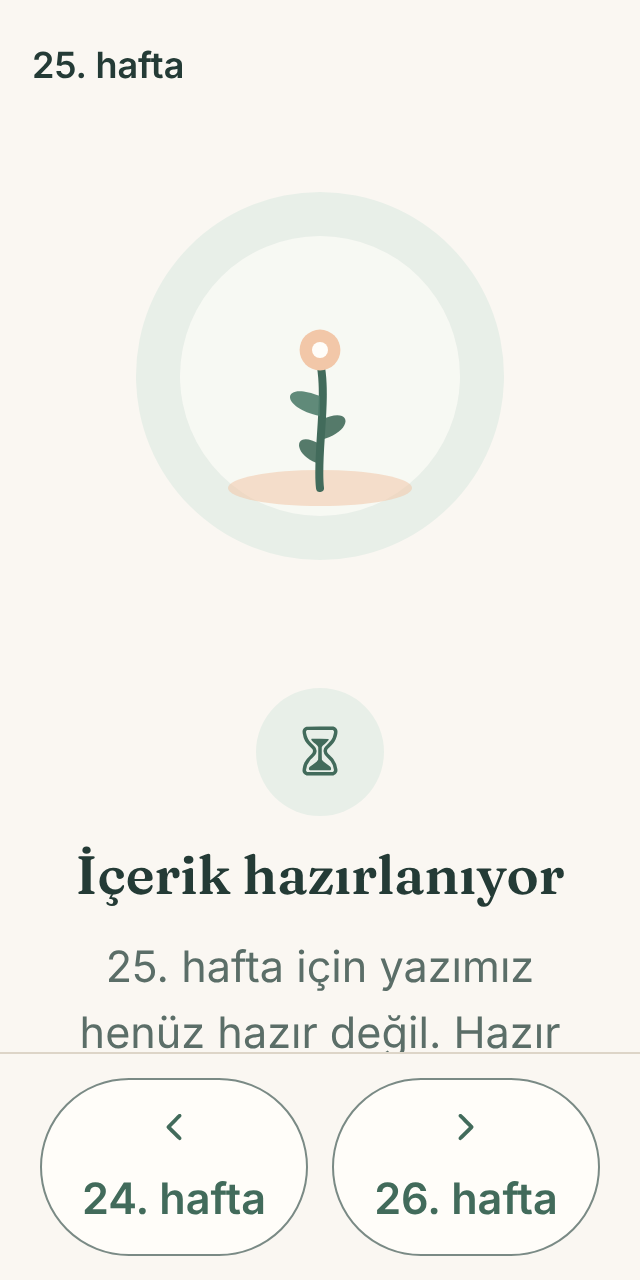 25. hafta
İçerik hazırlanıyor
25. hafta için yazımız
henüz hazır değil. Hazır
24. hafta
26. hafta